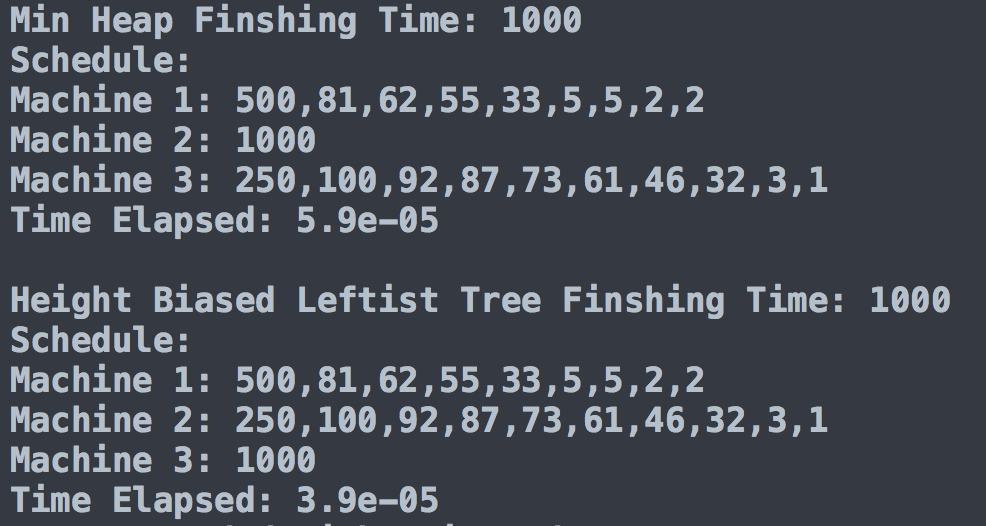 Min Heap Finshing Time: 1000
Schedule:
Machine 1: 500,81,62,55,33,5,5,2,2
Machine 2: 1000
Machine 3: 250,100,92,87,73,61,46,32,3,1
Time Elapsed: 5.9e-05
Height Biased Leftist Tree Finshing Time: 1000
Schedule:
Machine 1: 500,81,62,55,33,5,5,2,2
Machine 2: 250,100,92,87,73,61,46,32,3,1
Machine 3: 1000
Time Elapsed: 3.9e-05